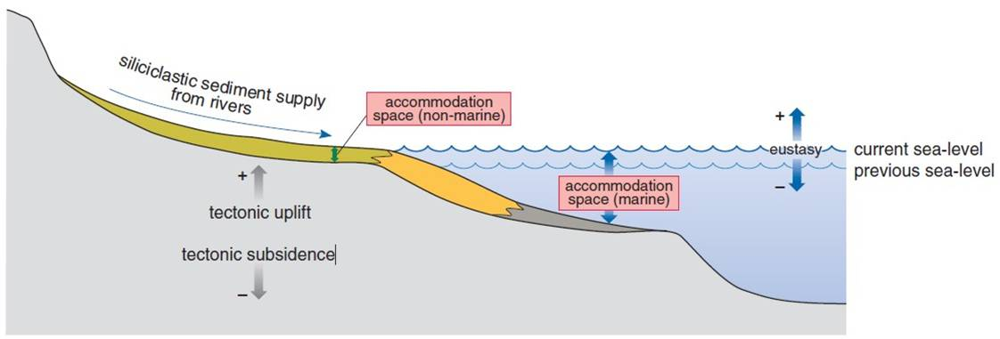 siliciclastic sediment supply
from rivers
accommodation
space (non-marine)
+
eustasy
current sea-level
previous sea-level
–
accommodation
space (marine)
+
tectonic uplift
tectonic subsidence
–